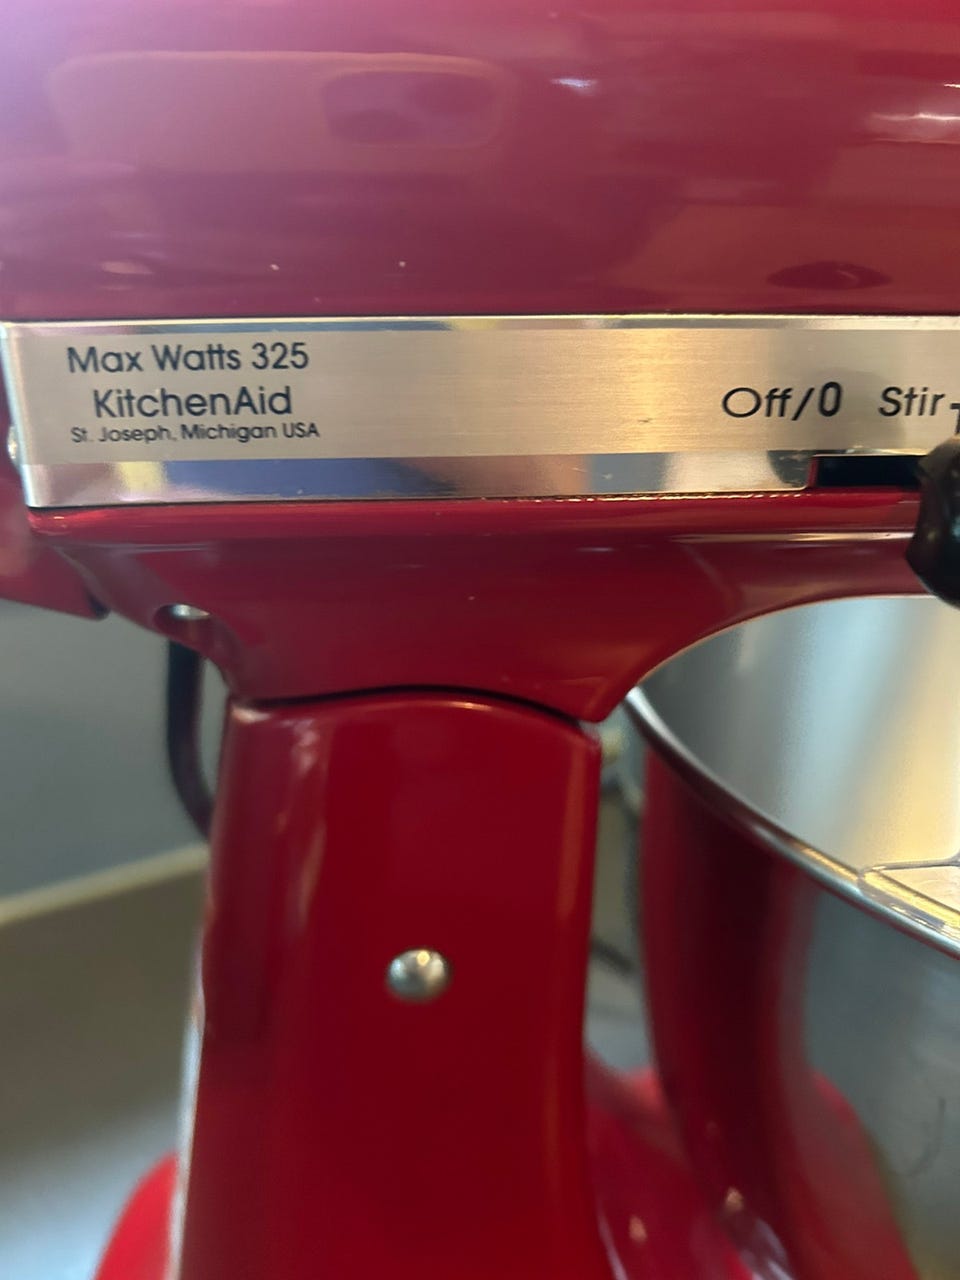 Max Watts 325
KitchenAid
St. Joseph, Michigan USA
Off/0 Stir